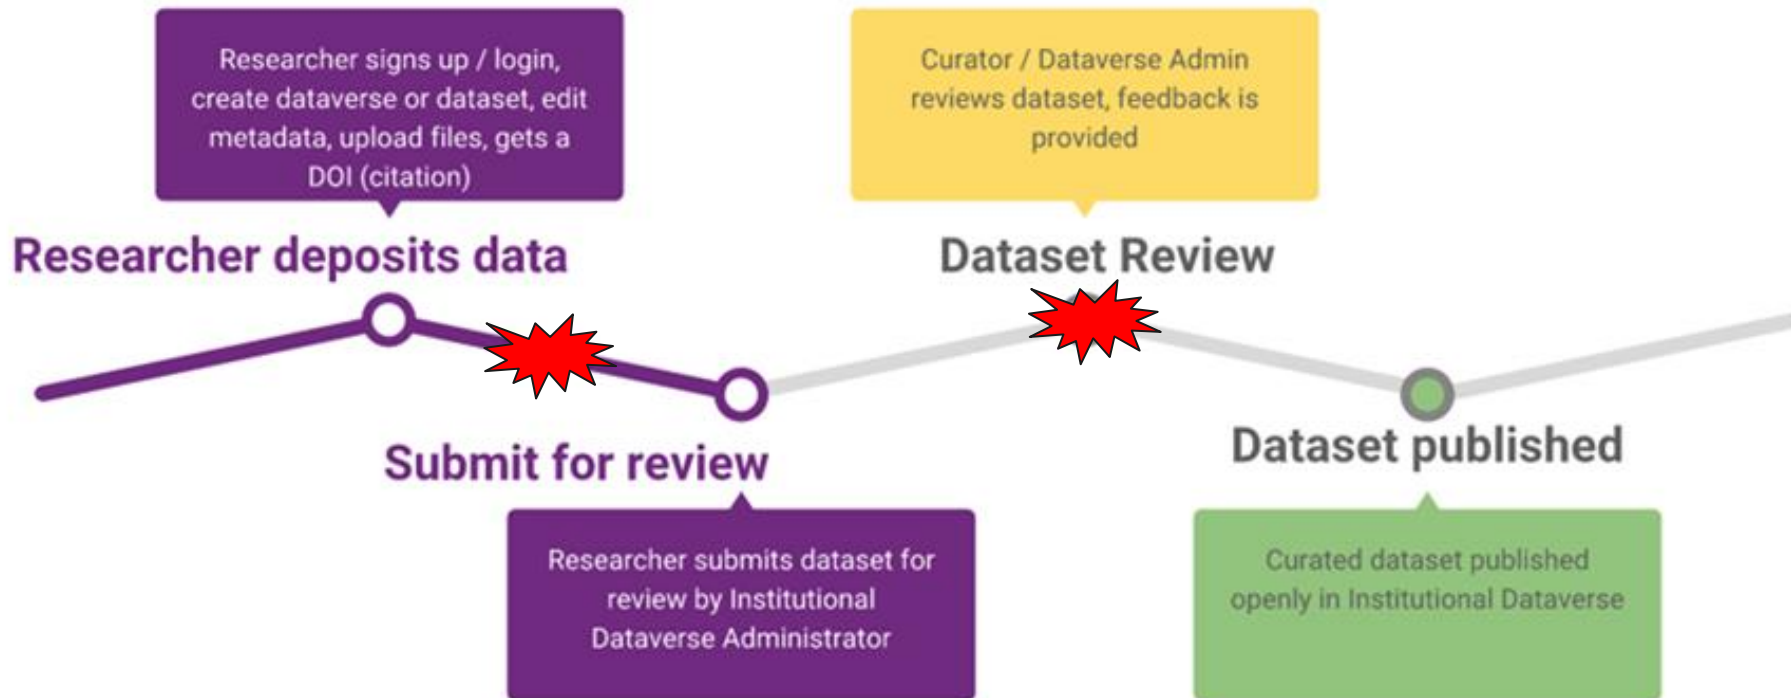 Researcher signs up / login,
create dataverse or dataset, edit
metadata, upload files, gets a
DOI (citation)
Researcher deposits data
Submit for review
Researcher submits dataset for
review by Institutional
Dataverse Administrator
Curator / Dataverse Admin
reviews dataset, feedback is
provided
Dataset Review
Dataset published
Curated dataset published
openly in Institutional Dataverse